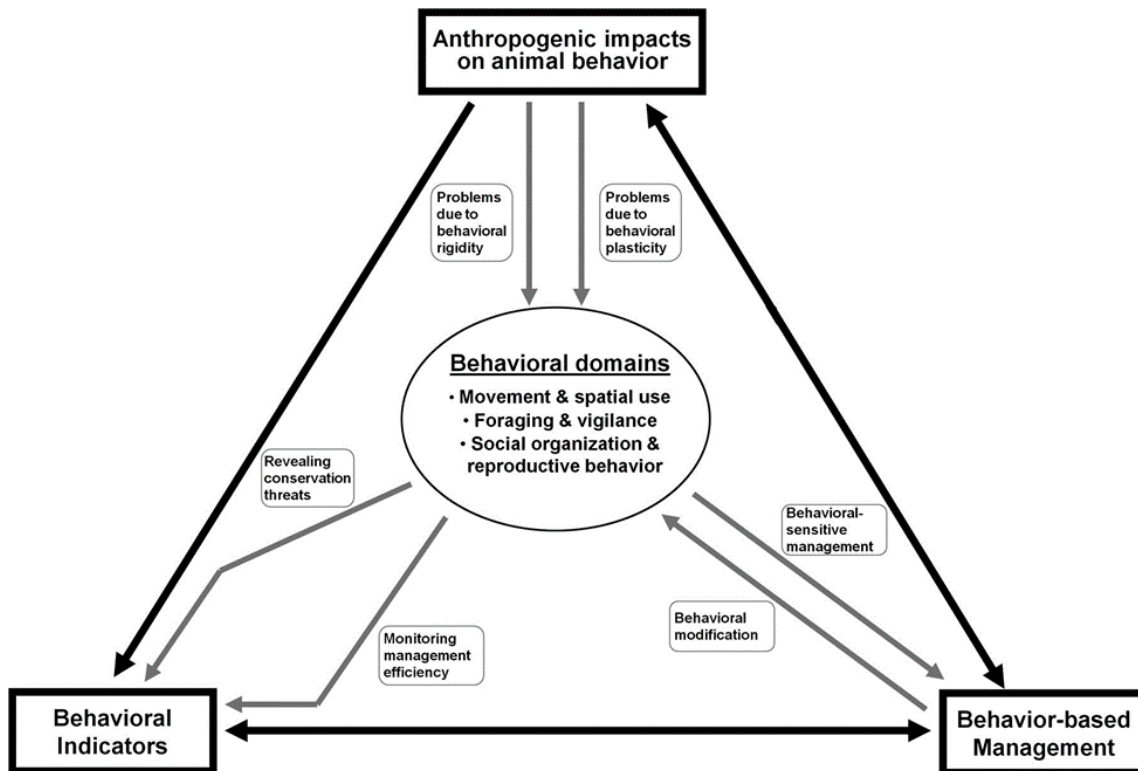 Anthropogenic impacts
on animal behavior
Problems
due to
behavioral
rigidity
Problems
due to
behavioral
plasticity
Behavioral domains
• Movement & spatial use
• Foraging & vigilance
• Social organization &
reproductive behavior
Revealing
conservation
threats
Behavioral-
sensitive
management
Monitoring
management
efficiency
Behavioral
modification
Behavioral
Indicators
Behavior-based
Management